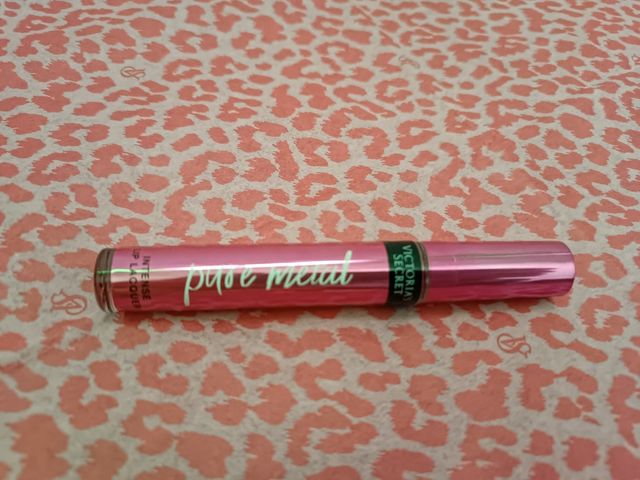 INTENSE
LIP LACQUER
pure metal
VICTORIA'S
SECRET